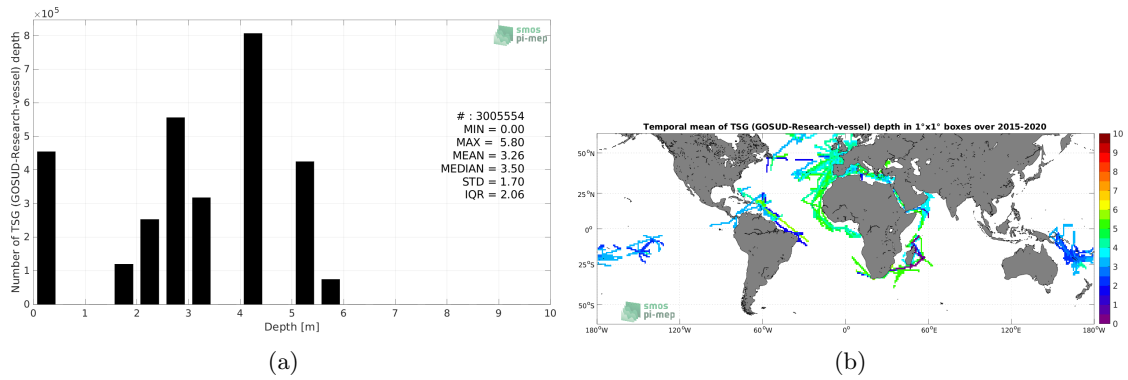 ×10⁵
8
7
6
5
4
3
2
1
0
Number of TSG (GOSUD-Research-vessel) depth
smos
pi-mep
# : 3005554
MIN = 0.00
MAX = 5.80
MEAN = 3.26
MEDIAN = 3.50
STD = 1.70
IQR = 2.06
0 1 2 3 4 5 6 7 8 9 10
Depth [m]
(a)
Temporal mean of TSG (GOSUD-Research-vessel) depth in 1°x1° boxes over 2015-2020
50°N
25°N
0°
25°S
50°S
smos
pi-mep
180°W 120°W 60°W 0° 60°E 120°E 180°W
10
9
8
7
6
5
4
3
2
1
0
(b)